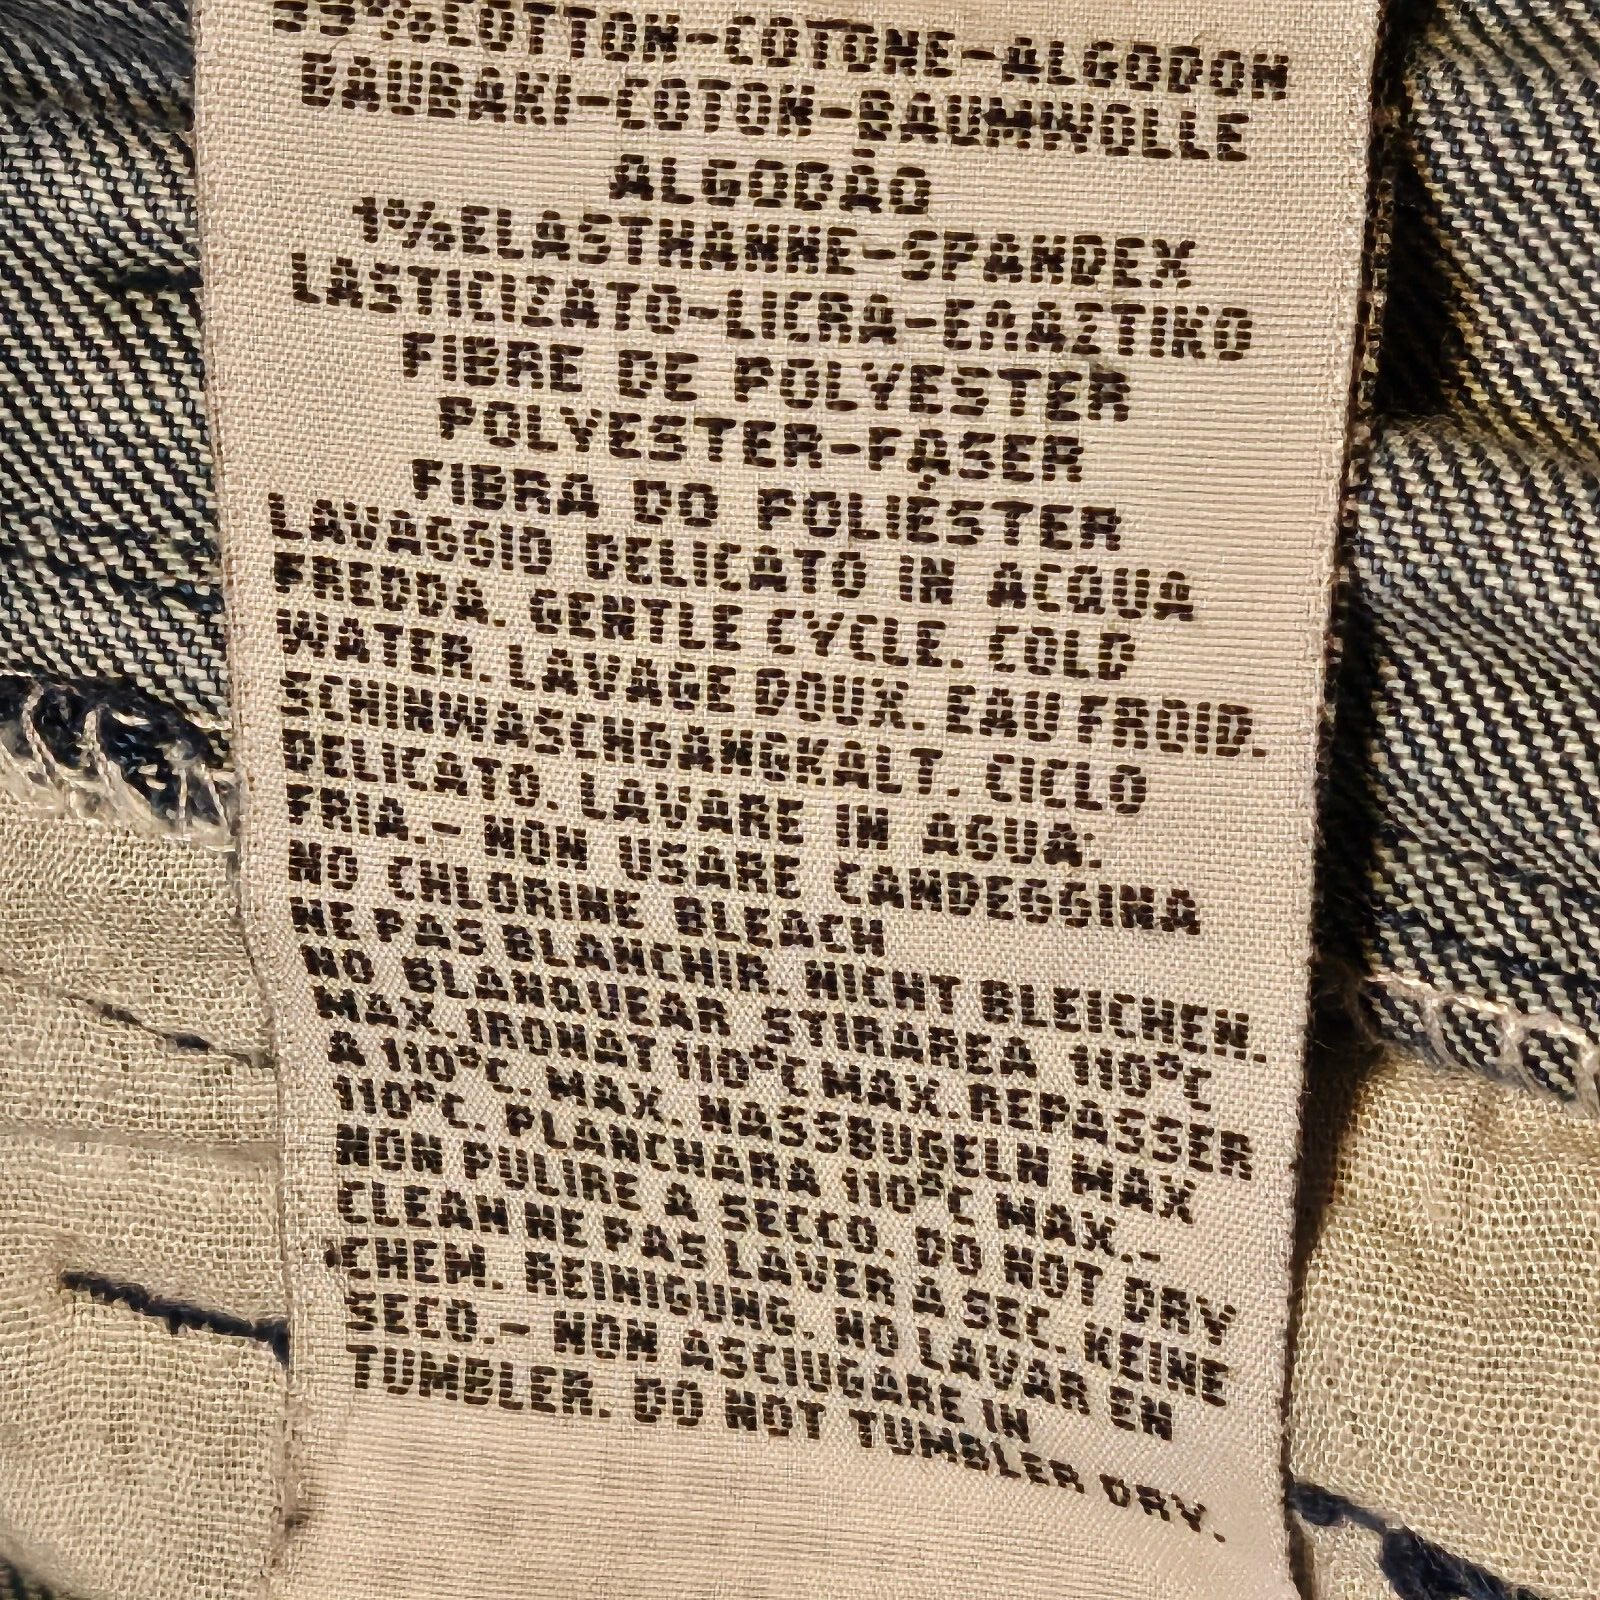 99%COTTON-COTONE-ALGODON
BAUBAKI-COTON-BAUMWOLLE
ALGODÃO
1%ELASTHANNE-SPANDEX
LASTICIZATO-LICRA-ΕΛΑΣΤΙΚΟ
FIBRE DE POLYESTER
POLYESTER-FASER
FIBRA DO POLIÉSTER
LAVAGGIO DELICATO IN ACQUA
FREDDA. GENTLE CYCLE. COLD
WATER. LAVAGE DOUX. EAU FROID.
SCHINWASCHGANGKALT. CICLO
DELICATO. LAVARE IN AGUA:
FRIA.- NON USARE CANDEGGINA
NO CHLORINE BLEACH
NE PAS BLANCHIR. NICHT BLEICHEN.
NO BLANQUEAR STIRAREA 110°C
MAX.IRONAT 110°C MAX. REPASSER
A 110°C. MAX. NASSBUGELN MAX
110°C. PLANCHARA 110°C MAX.-
NON PULIRE A SECCO. DO NOT DRY
CLEAN NE PAS LAVER A SEC. KEINE
CHEM. REINIGUNG. NO LAVAR EN
SECO.- NON ASCIUGARE IN
TUMBLER. DO NOT TUMBLER DRY.